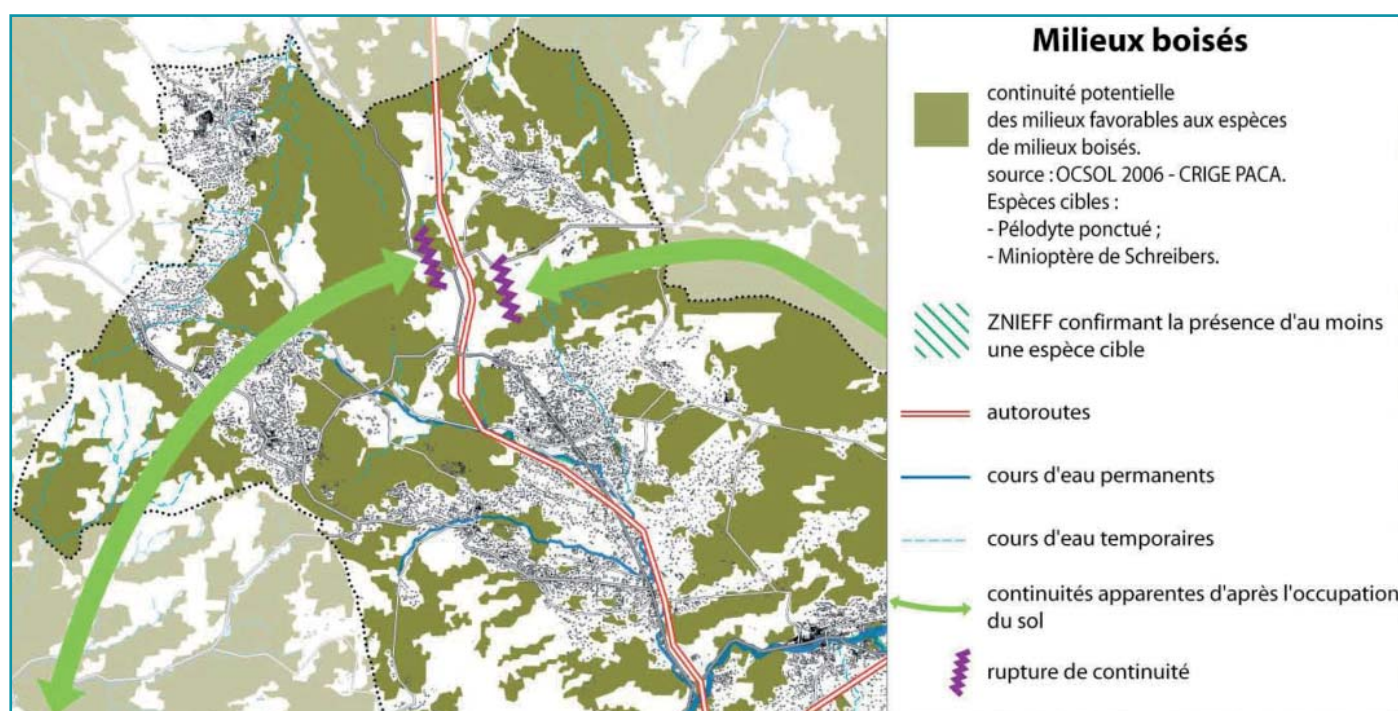 Milieux boisés
continuité potentielle
des milieux favorables aux espèces
de milieux boisés.
source : OCSOL 2006 - CRIGE PACA.
Espèces cibles :
- Pélodyte ponctué ;
- Minioptère de Schreibers.
ZNIEFF confirmant la présence d'au moins
une espèce cible
autoroutes
cours d'eau permanents
cours d'eau temporaires
continuités apparentes d'après l'occupation
du sol
rupture de continuité